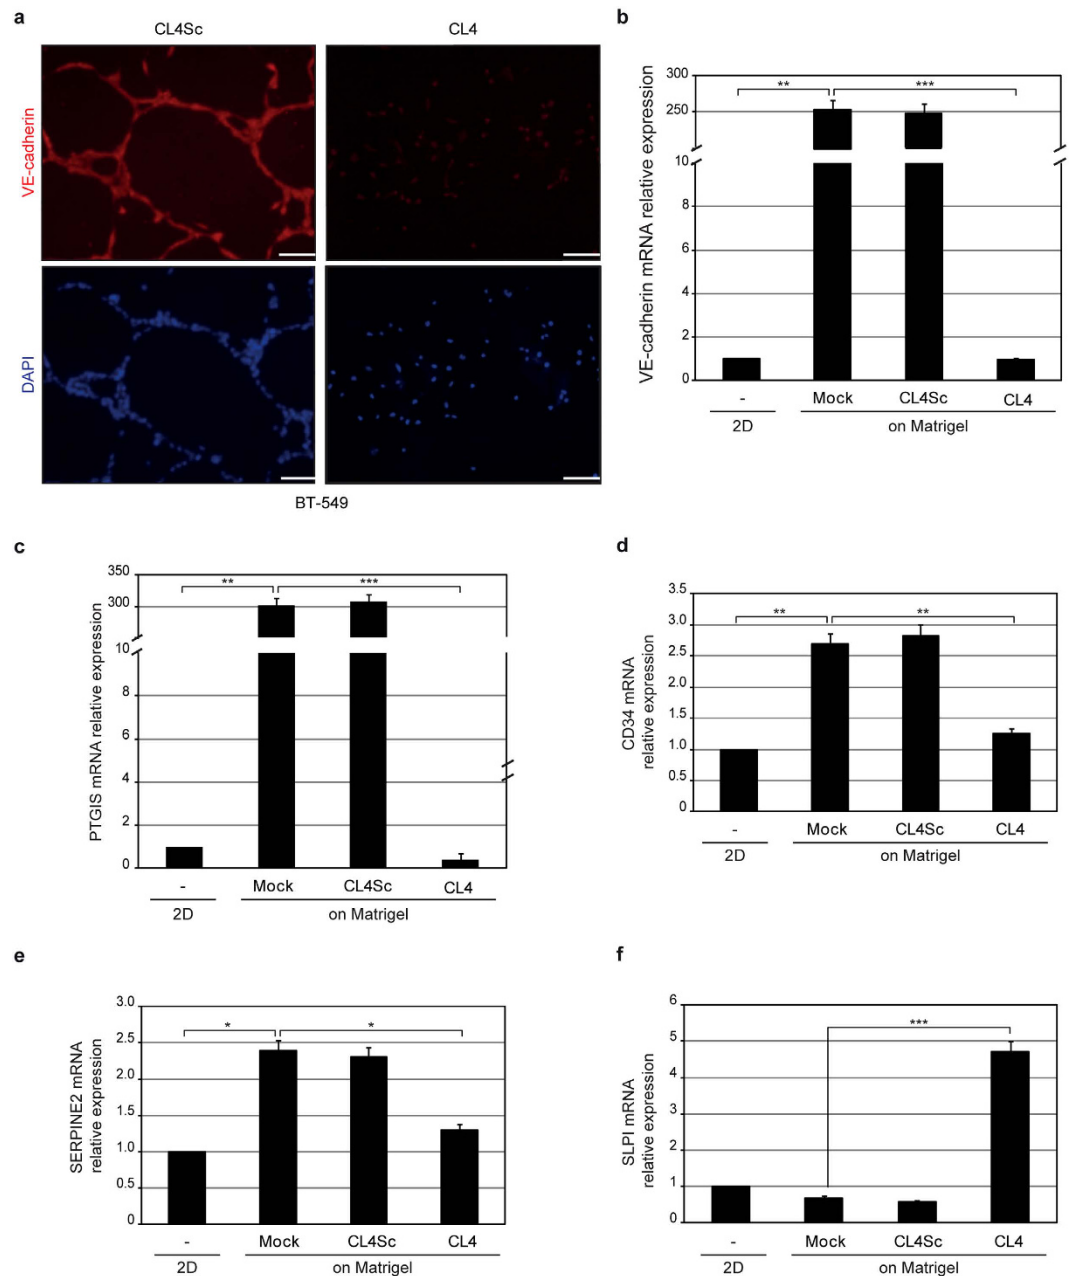 a
CL4Sc
CL4
VE-cadherin
DAPI
BT-549
b
VE-cadherin mRNA relative expression
300
250
10
8
6
4
2
0
**
***
-
Mock
CL4Sc
CL4
2D
on Matrigel
c
PTGIS mRNA relative expression
350
300
10
8
6
4
2
0
**
***
-
Mock
CL4Sc
CL4
2D
on Matrigel
d
CD34 mRNA
relative expression
3.5
3.0
2.5
2.0
1.5
1.0
0.5
0
**
**
-
Mock
CL4Sc
CL4
2D
on Matrigel
e
SERPINE2 mRNA
relative expression
3.0
2.5
2.0
1.5
1.0
0.5
0.0
*
*
-
Mock
CL4Sc
CL4
2D
on Matrigel
f
SLPI mRNA
relative expression
6
5
4
3
2
1
0
***
-
Mock
CL4Sc
CL4
2D
on Matrigel